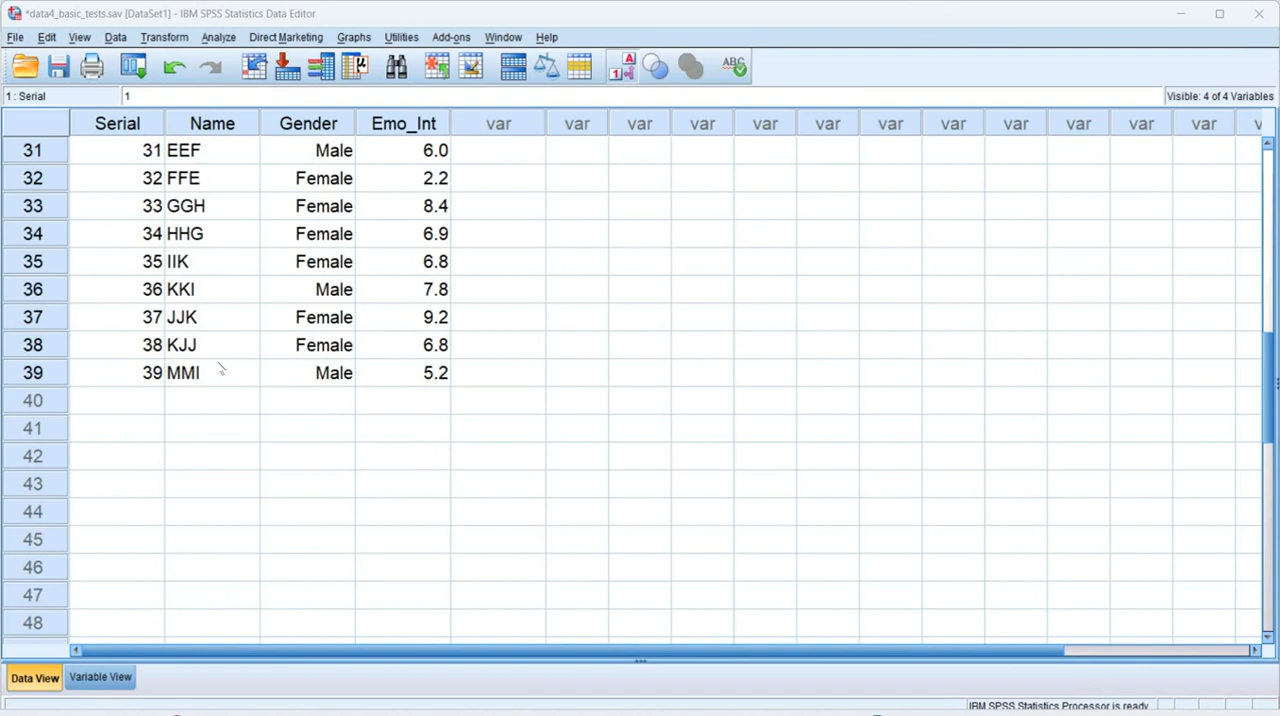 *data4_basic_tests.sav [DataSet1] - IBM SPSS Statistics Data Editor
File Edit View Data Transform Analyze Direct Marketing Graphs Utilities Add-ons Window Help
1 : Serial 1 Visible: 4 of 4 Variables
Serial Name Gender Emo_Int var var var var var var var var var var var var v
31 31 EEF Male 6.0
32 32 FFE Female 2.2
33 33 GGH Female 8.4
34 34 HHG Female 6.9
35 35 IIK Female 6.8
36 36 KKI Male 7.8
37 37 JJK Female 9.2
38 38 KJJ Female 6.8
39 39 MMI Male 5.2
40
41
42
43
44
45
46
47
48
Data View Variable View
IBM SPSS Statistics Processor is ready